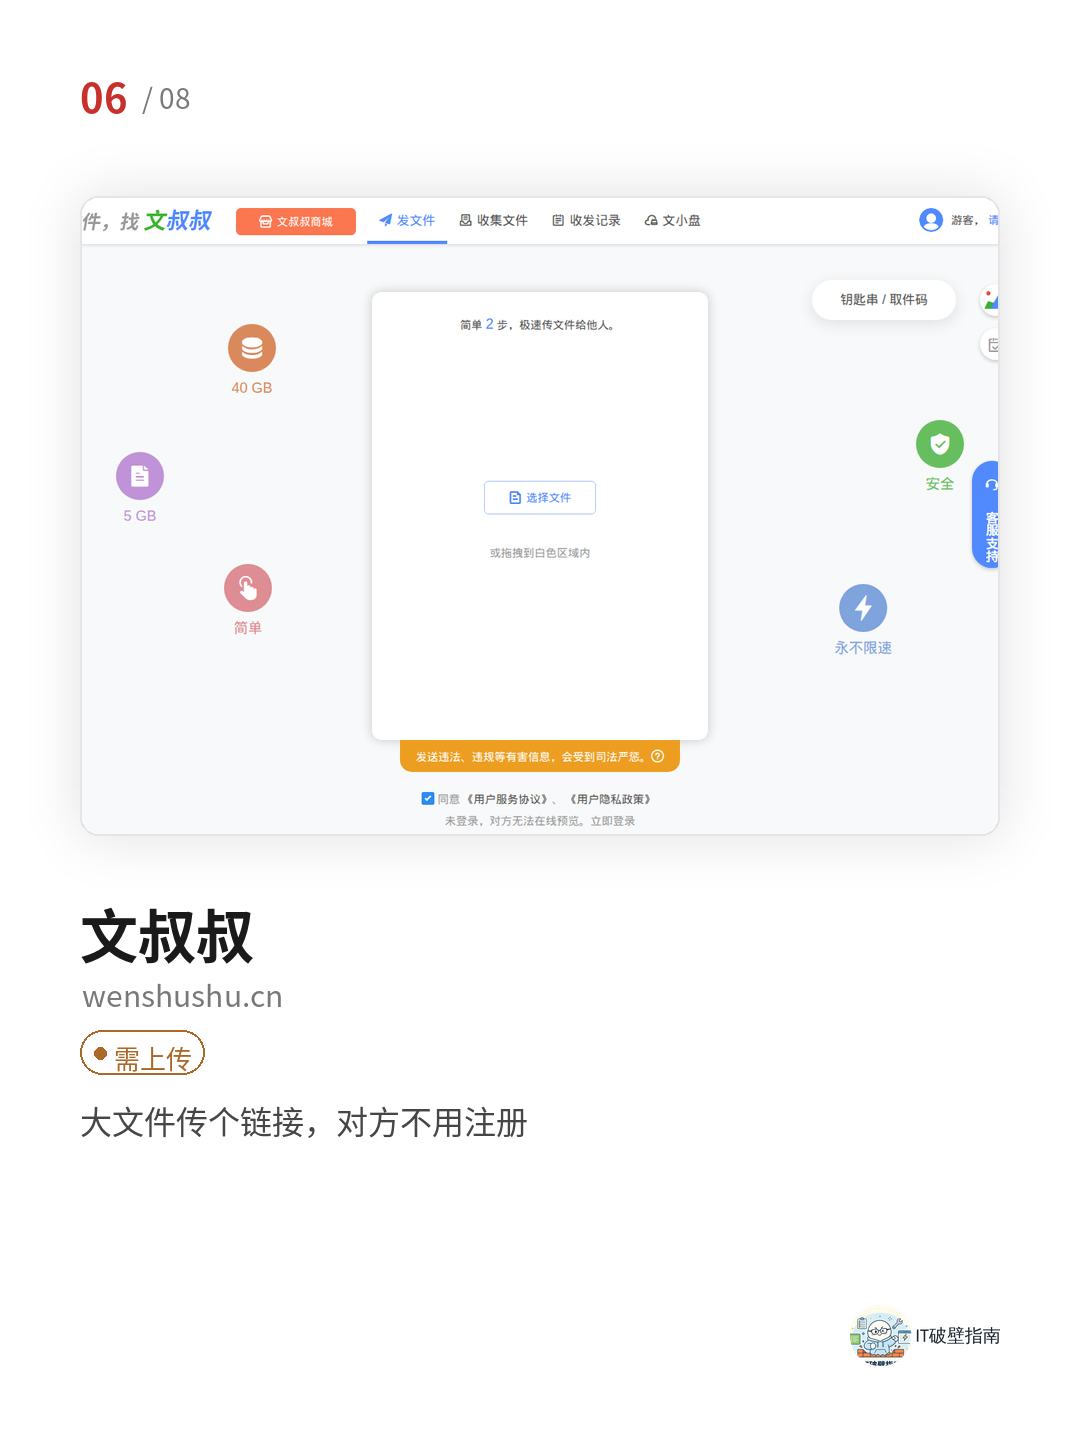 06 / 08
件，找 文叔叔
文叔叔商城
发文件
收集文件
收发记录
文小盘
游客，请
钥匙串 / 取件码
简单 2 步，极速传文件给他人。
40 GB
5 GB
简单
选择文件
或拖拽到白色区域内
安全
客服支持
永不限速
发送违法、违规等有害信息，会受到司法严惩。
同意《用户服务协议》、《用户隐私政策》
未登录，对方无法在线预览。立即登录
文叔叔
wenshushu.cn
需上传
大文件传个链接，对方不用注册
IT破壁指南